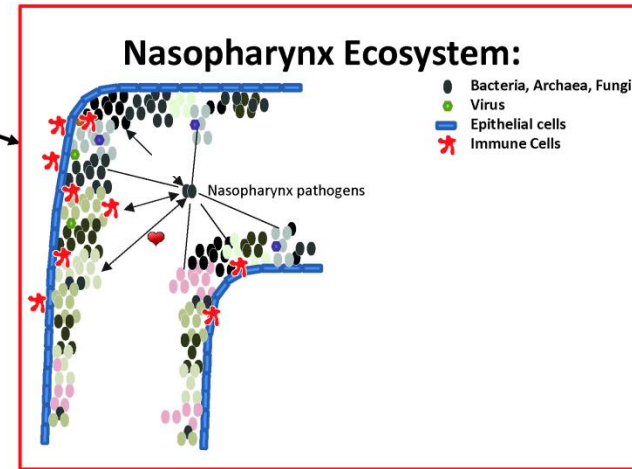 Nasopharynx Ecosystem:
Bacteria, Archaea, Fungi
Virus
Epithelial cells
Immune Cells
Nasopharynx pathogens